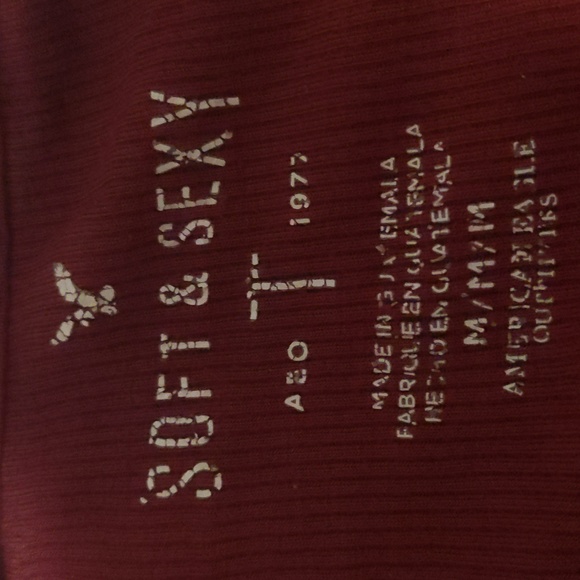 SOFT & SEXY
AEO T 1977
MADE IN GUATEMALA
FABRIQUE EN GUATEMALA
HECHO EN GUATEMALA
M/M/M
AMERICAN EAGLE
OUTFITTERS